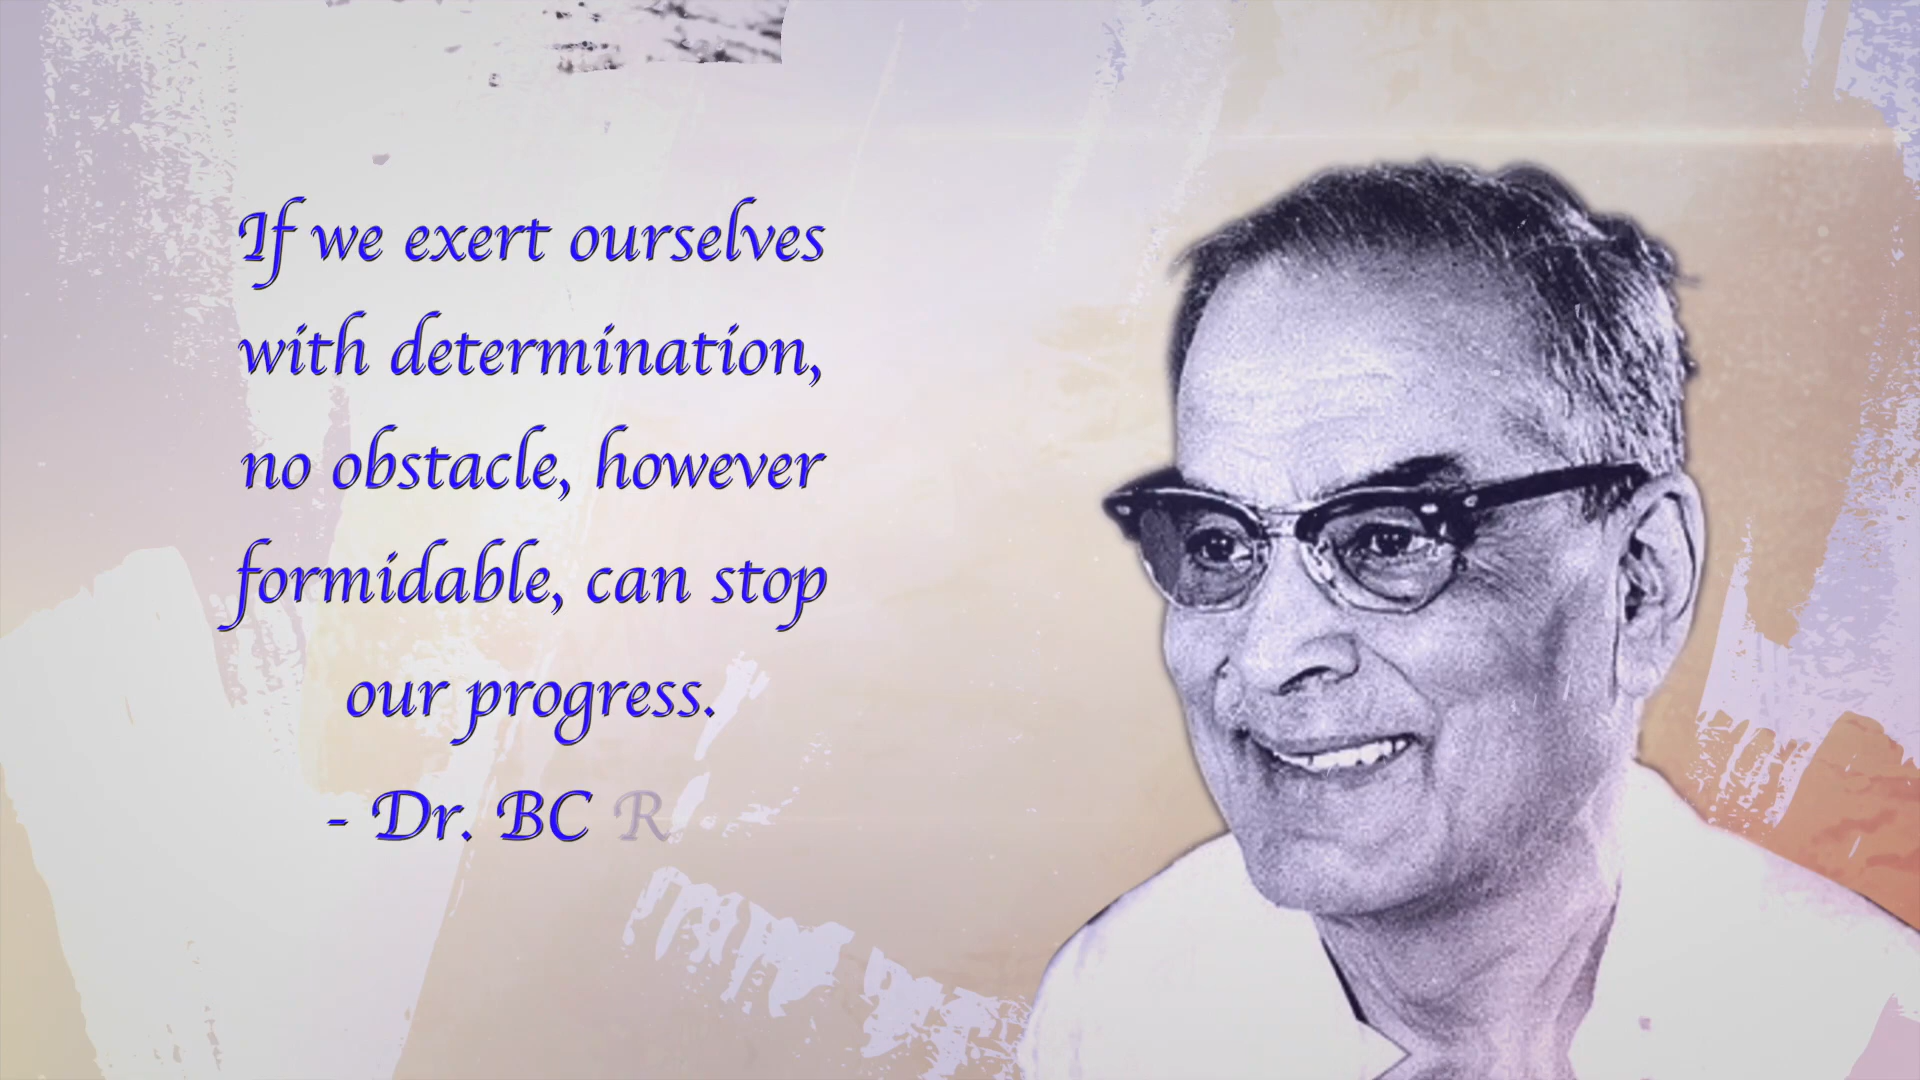 If we exert ourselves
with determination,
no obstacle, however
formidable, can stop
our progress.
- Dr. BC R